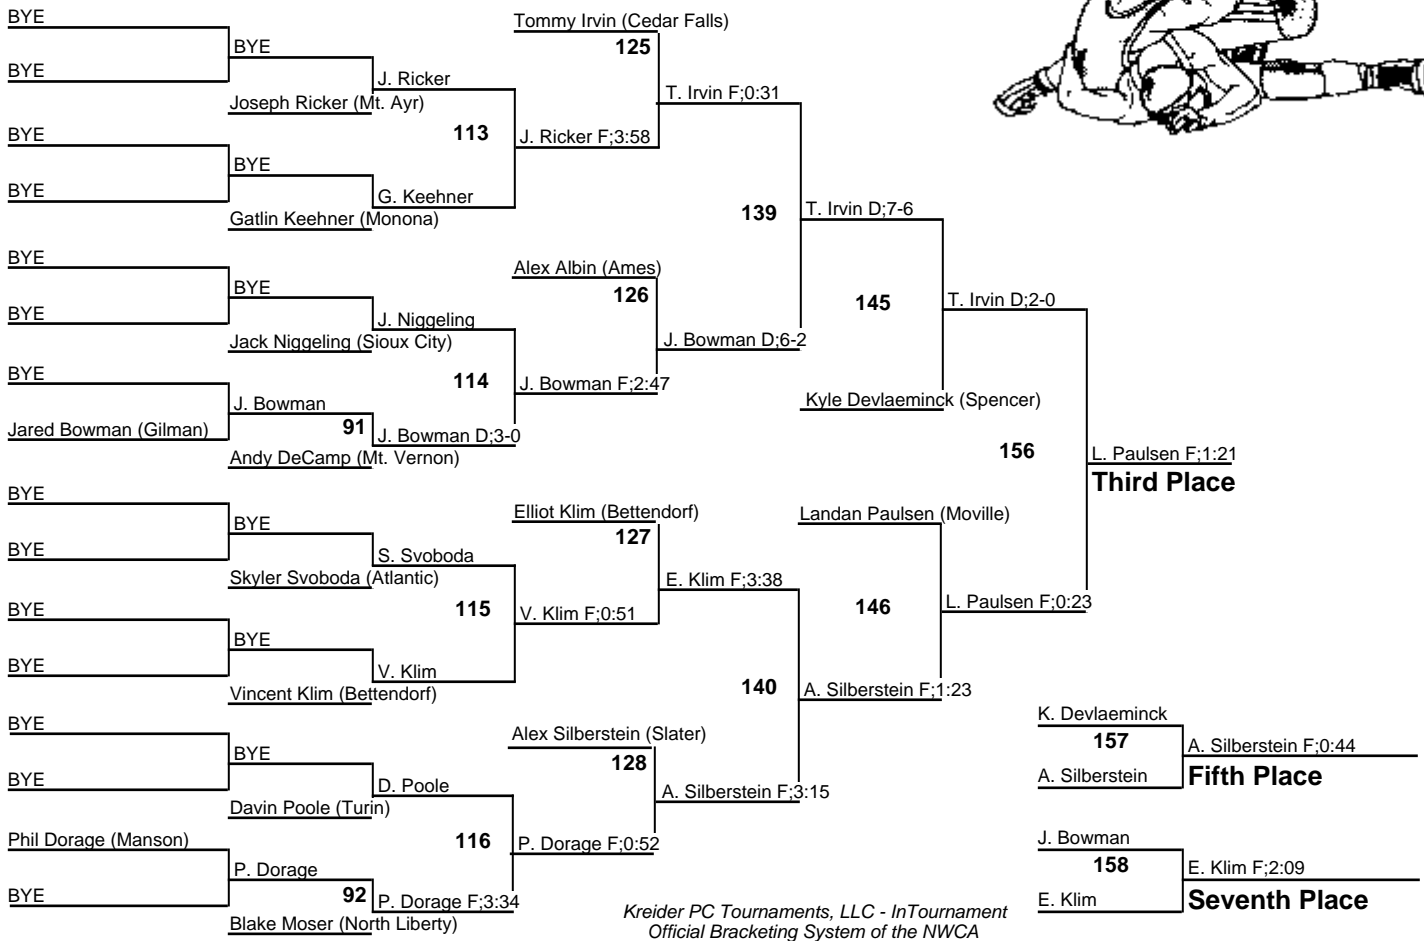 BYE
Tommy Irvin (Cedar Falls)
125
BYE
BYE
J. Ricker
T. Irvin F;0:31
Joseph Ricker (Mt. Ayr)
BYE
113
J. Ricker F;3:58
BYE
BYE
G. Keehner
Gatlin Keehner (Monona)
139
T. Irvin D;7-6
BYE
Alex Albin (Ames)
BYE
126
145
T. Irvin D;2-0
BYE
J. Niggeling
Jack Niggeling (Sioux City)
J. Bowman D;6-2
BYE
114
J. Bowman F;2:47
J. Bowman
Kyle Devlaeminck (Spencer)
Jared Bowman (Gilman)
91
J. Bowman D;3-0
Andy DeCamp (Mt. Vernon)
156
L. Paulsen F;1:21
Third Place
BYE
Elliot Klim (Bettendorf)
Landan Paulsen (Moville)
BYE
127
BYE
S. Svoboda
Skyler Svoboda (Atlantic)
E. Klim F;3:38
BYE
115
V. Klim F;0:51
146
L. Paulsen F;0:23
BYE
BYE
V. Klim
Vincent Klim (Bettendorf)
140
A. Silberstein F;1:23
BYE
Alex Silberstein (Slater)
K. Devlaeminck
BYE
128
157
A. Silberstein F;0:44
BYE
D. Poole
A. Silberstein
Fifth Place
Davin Poole (Turin)
A. Silberstein F;3:15
Phil Dorage (Manson)
116
P. Dorage F;0:52
J. Bowman
P. Dorage
158
E. Klim F;2:09
BYE
92
P. Dorage F;3:34
E. Klim
Seventh Place
Blake Moser (North Liberty)
Kreider PC Tournaments, LLC - InTournament
Official Bracketing System of the NWCA